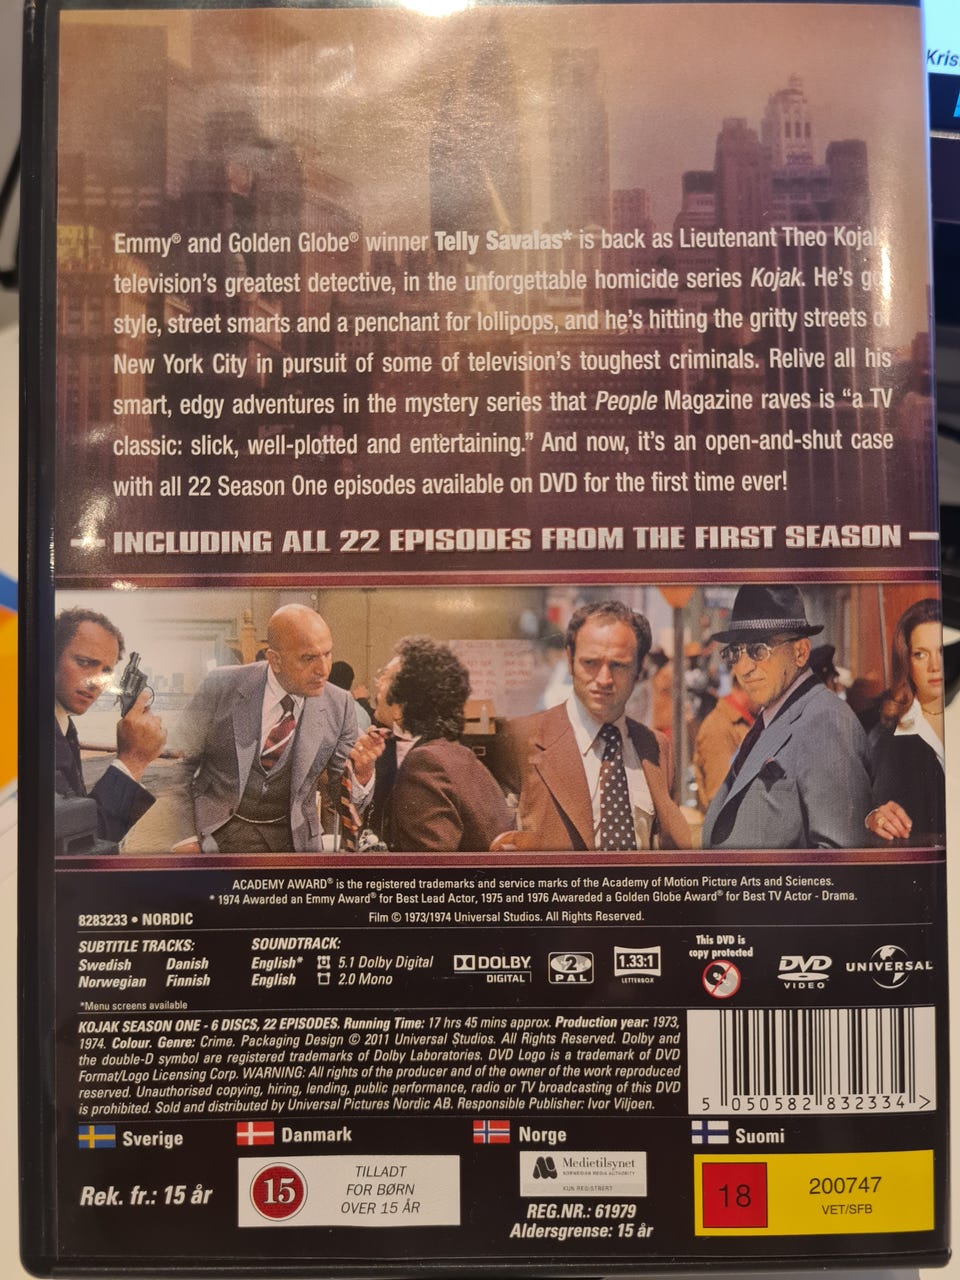 Kris
Emmy® and Golden Globe® winner Telly Savalas* is back as Lieutenant Theo Kojak
television's greatest detective, in the unforgettable homicide series Kojak. He's got
style, street smarts and a penchant for lollipops, and he's hitting the gritty streets of
New York City in pursuit of some of television's toughest criminals. Relive all his
smart, edgy adventures in the mystery series that People Magazine raves is “a TV
classic: slick, well-plotted and entertaining.” And now, it's an open-and-shut case
with all 22 Season One episodes available on DVD for the first time ever!
INCLUDING ALL 22 EPISODES FROM THE FIRST SEASON
ACADEMY AWARD® is the registered trademarks and service marks of the Academy of Motion Picture Arts and Sciences.
* 1974 Awarded an Emmy Award® for Best Lead Actor, 1975 and 1976 Awareded a Golden Globe Award® for Best TV Actor - Drama.
8283233 • NORDIC
Film © 1973/1974 Universal Studios. All Rights Reserved.
SUBTITLE TRACKS:
Swedish Danish
Norwegian Finnish
*Menu screens available
SOUNDTRACK:
English* 5.1 Dolby Digital
English 2.0 Mono
DOLBY
DIGITAL
2
PAL
1.33:1
LETTERBOX
This DVD is
copy protected
DVD
VIDEO
UNIVERSAL
KOJAK SEASON ONE - 6 DISCS, 22 EPISODES. Running Time: 17 hrs 45 mins approx. Production year: 1973,
1974. Colour. Genre: Crime. Packaging Design © 2011 Universal Studios. All Rights Reserved. Dolby and
the double-D symbol are registered trademarks of Dolby Laboratories. DVD Logo is a trademark of DVD
Format/Logo Licensing Corp. WARNING: All rights of the producer and of the owner of the work reproduced
reserved. Unauthorised copying, hiring, lending, public performance, radio or TV broadcasting of this DVD
is prohibited. Sold and distributed by Universal Pictures Nordic AB. Responsible Publisher: Ivor Viljoen.
5 050582 832334 >
Sverige
Rek. fr.: 15 år
Danmark
15
TILLADT
FOR BØRN
OVER 15 ÅR
Norge
Medietilsynet
NORWEGIAN MEDIA AUTHORITY
KUN REGISTRERT
REG.NR.: 61979
Aldersgrense: 15 år
Suomi
18
200747
VET/SFB